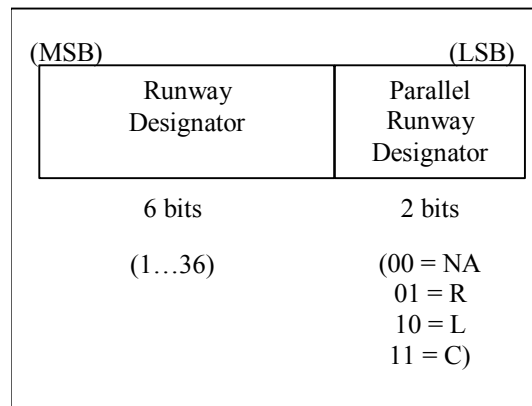 (MSB) (LSB)
Runway
Designator
Parallel
Runway
Designator
6 bits 2 bits
(1…36) (00 = NA
01 = R
10 = L
11 = C)